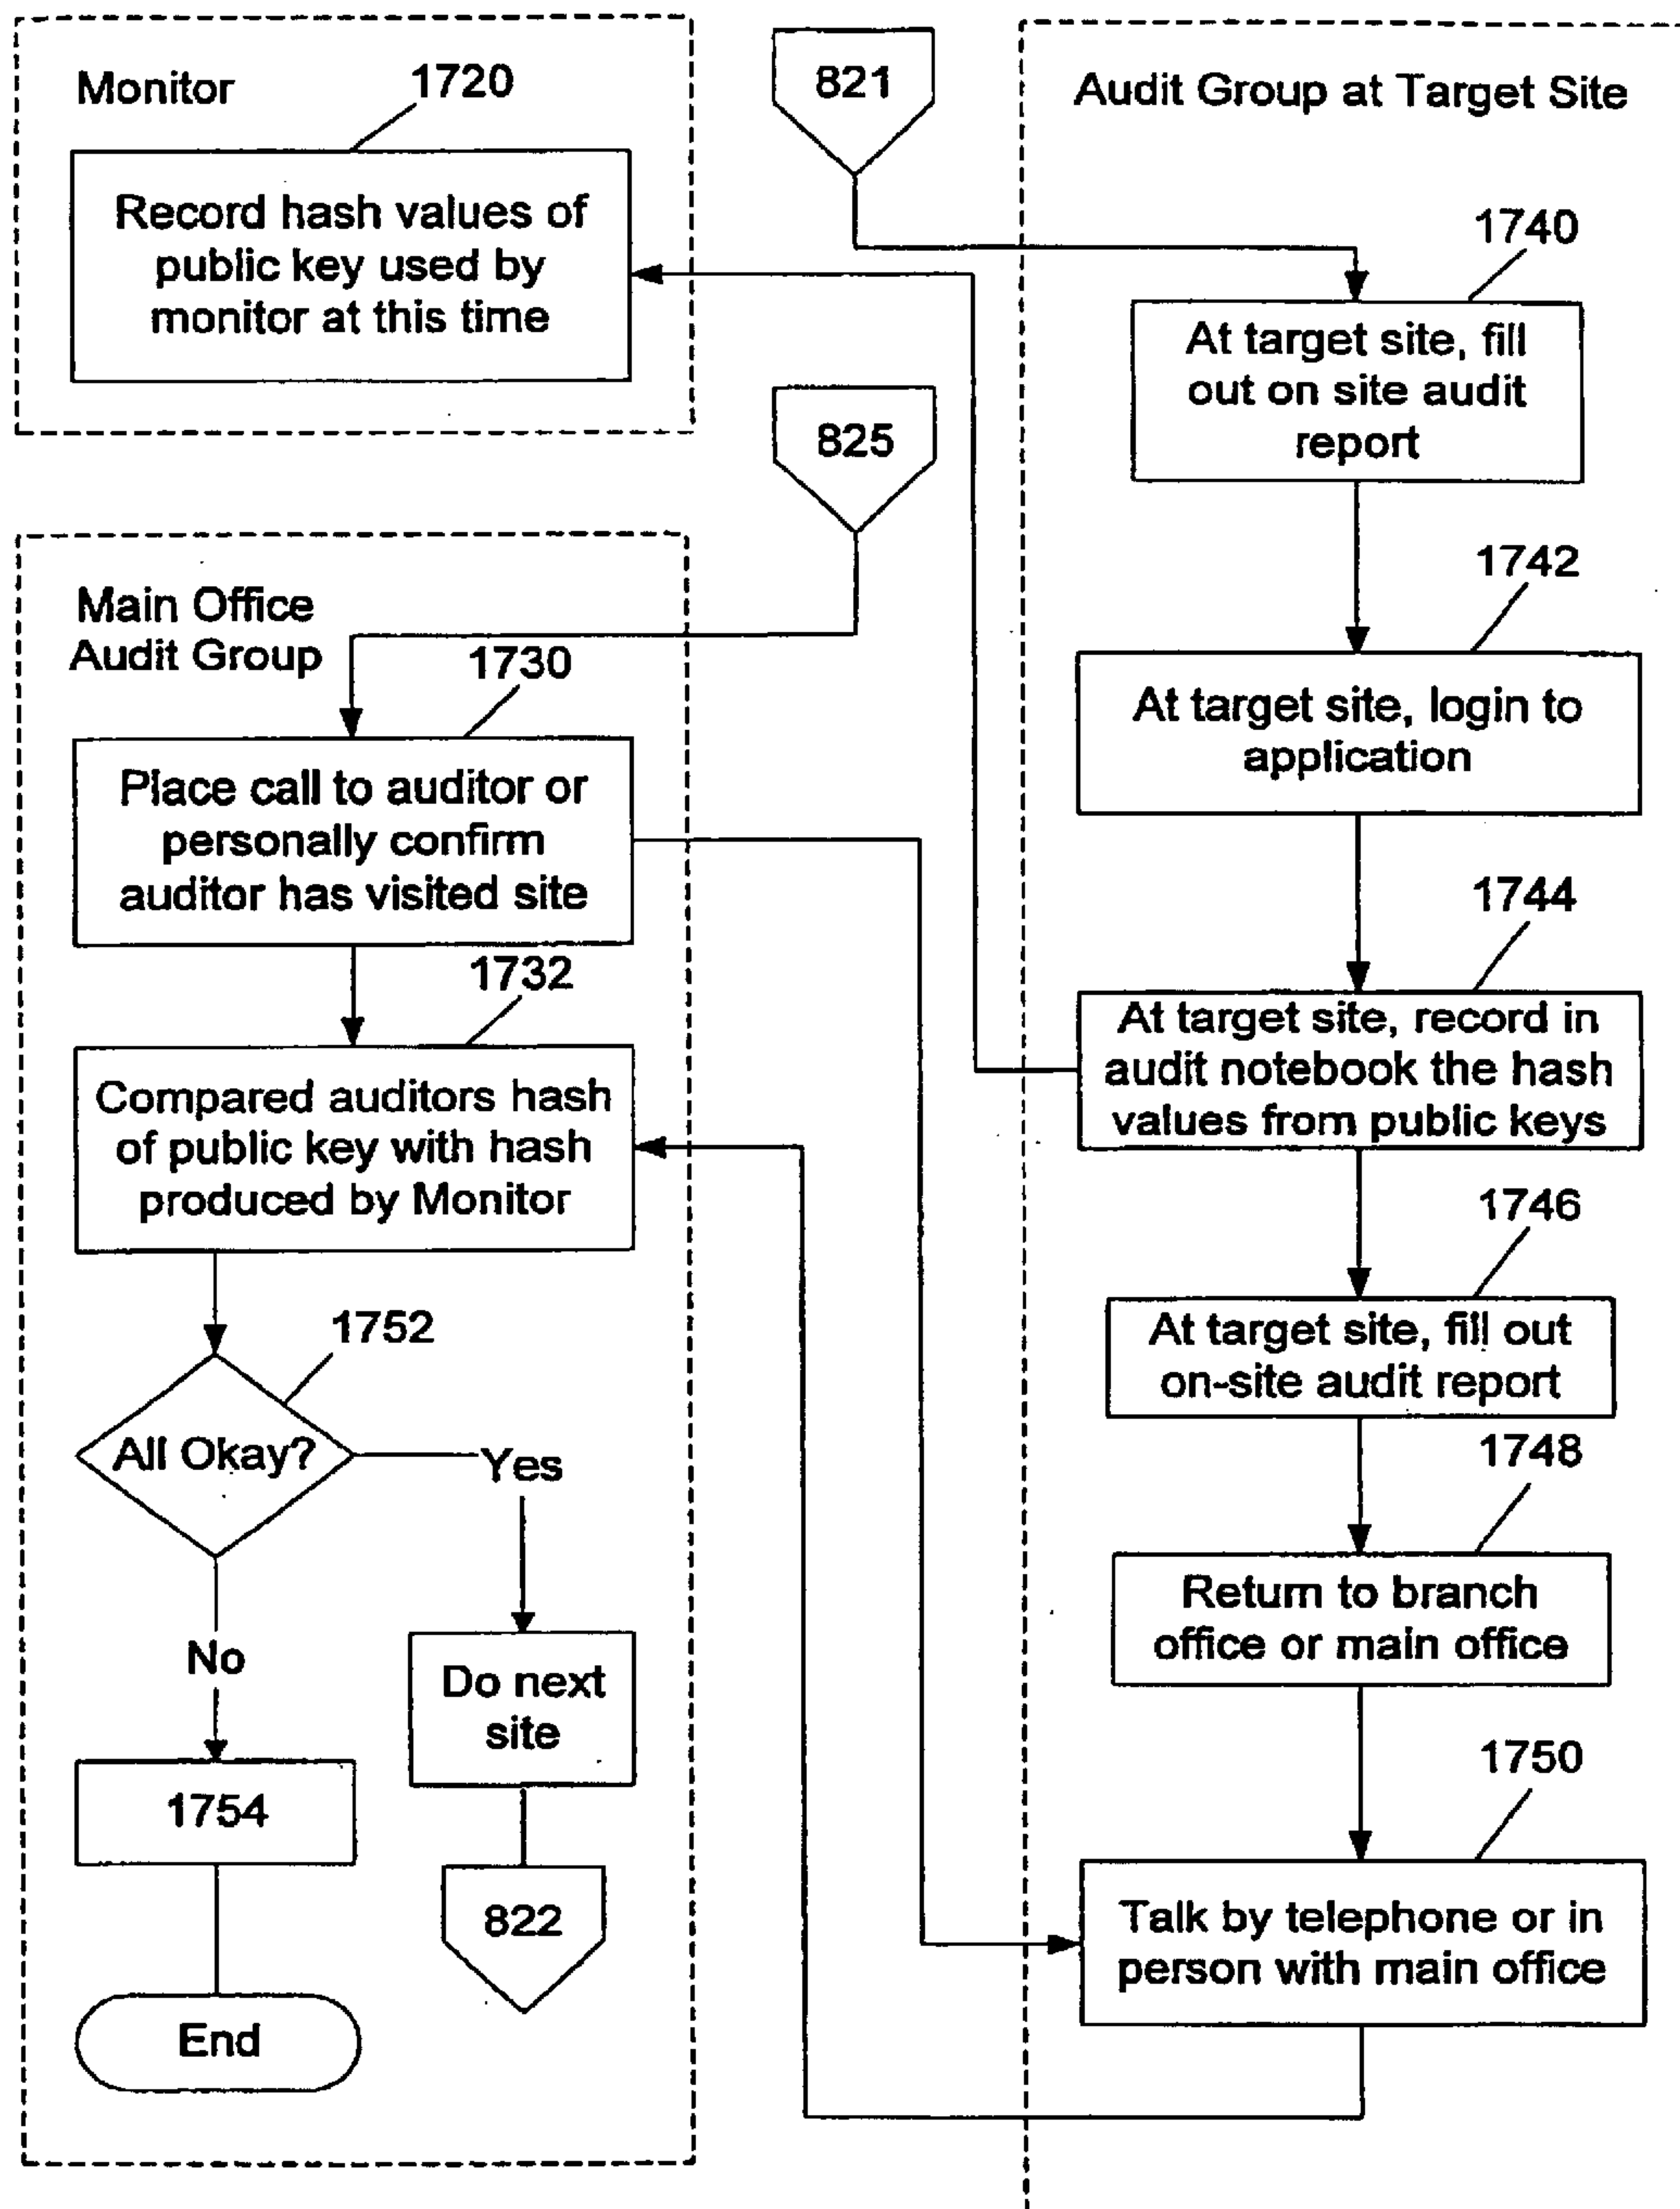 Monitor
1720
Record hash values of
public key used by
monitor at this time
821
825
Main Office
Audit Group
1730
Place call to auditor or
personally confirm
auditor has visited site
1732
Compared auditors hash
of public key with hash
produced by Monitor
1752
All Okay?
Yes
No
Do next
site
1754
822
End
Audit Group at Target Site
1740
At target site, fill
out on site audit
report
1742
At target site, login to
application
1744
At target site, record in
audit notebook the hash
values from public keys
1746
At target site, fill out
on-site audit report
1748
Return to branch
office or main office
1750
Talk by telephone or in
person with main office